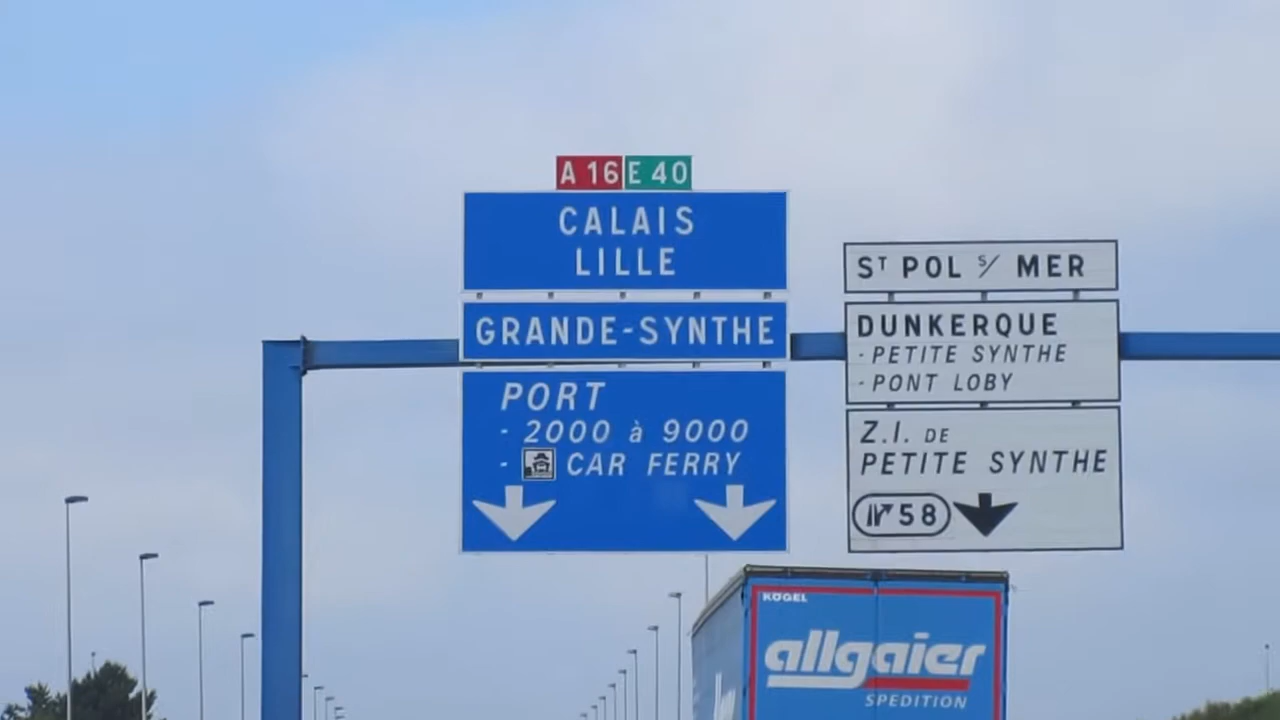 A 16 E 40
CALAIS
LILLE
GRANDE-SYNTHE
PORT
- 2000 à 9000
- CAR FERRY
ST POL S/ MER
DUNKERQUE
- PETITE SYNTHE
- PONT LOBY
Z.I. DE
PETITE SYNTHE
58
KÖGEL
allgaier
SPEDITION